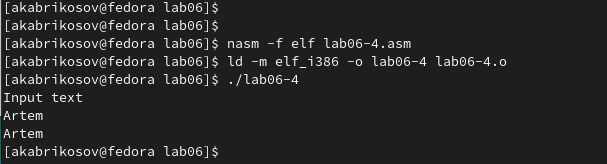 [akabrikosov@fedora lab06]$
[akabrikosov@fedora lab06]$
[akabrikosov@fedora lab06]$ nasm -f elf lab06-4.asm
[akabrikosov@fedora lab06]$ ld -m elf_i386 -o lab06-4 lab06-4.o
[akabrikosov@fedora lab06]$ ./lab06-4
Input text
Artem
Artem
[akabrikosov@fedora lab06]$